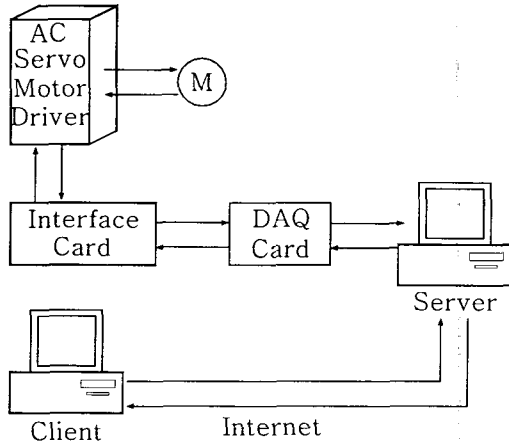 AC
Servo
Motor
Driver
M
Interface
Card
DAQ
Card
Server
Client
Internet